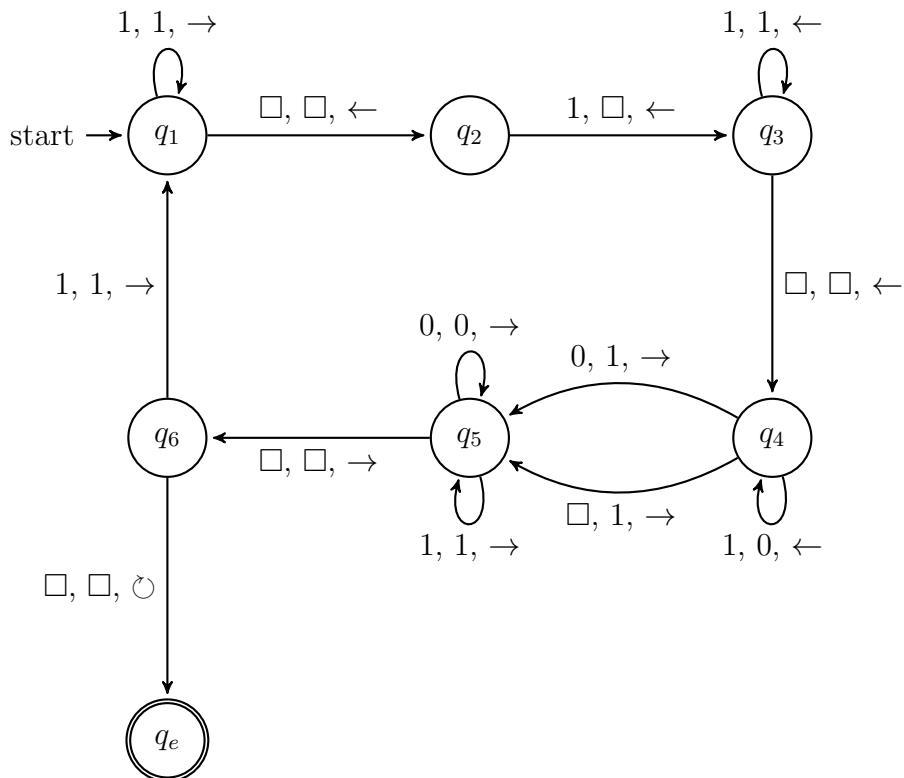 1, 1, →
1, 1, ←
□, □, ←
1, □, ←
start
q₁
q₂
q₃
1, 1, →
□, □, ←
0, 0, →
0, 1, →
q₆
q₅
q₄
□, □, →
□, 1, →
1, 1, →
1, 0, ←
□, □, ↻
qₑ